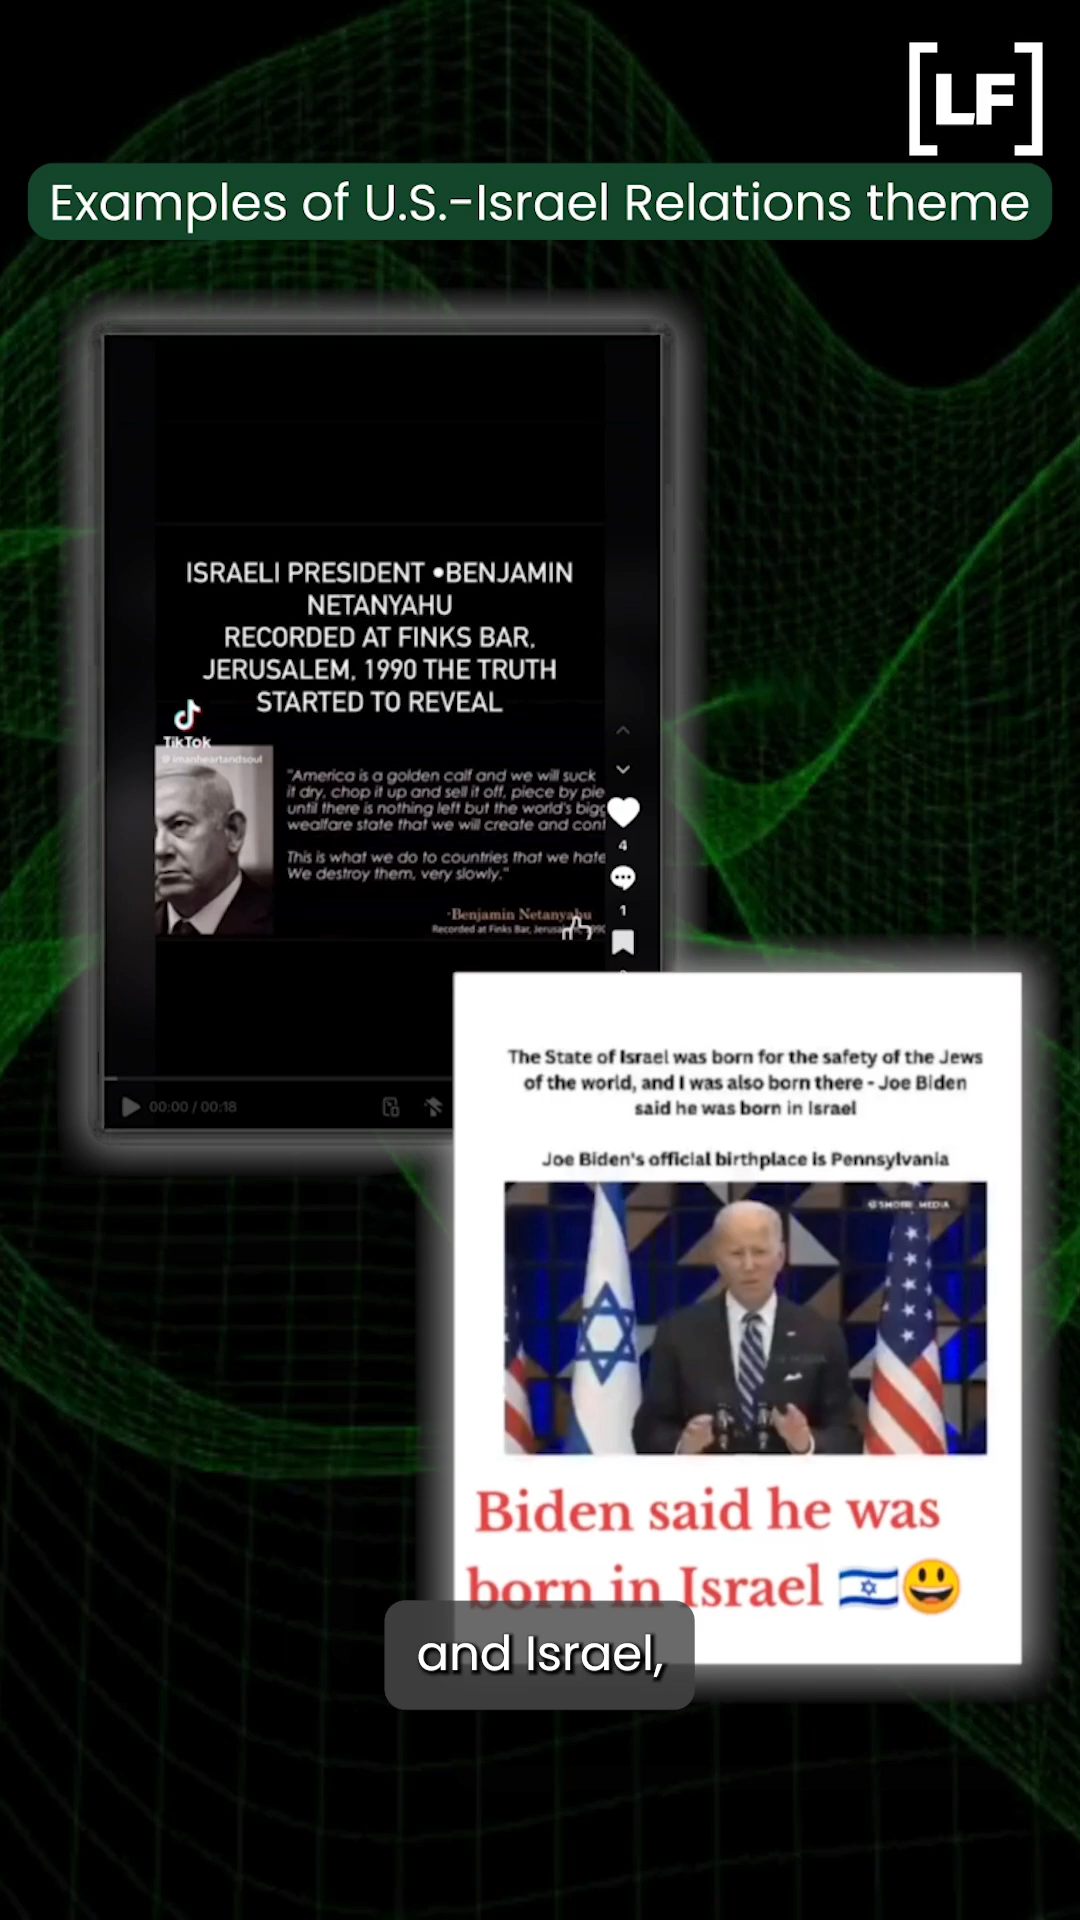 [LF]
Examples of U.S.-Israel Relations theme
ISRAELI PRESIDENT •BENJAMIN
NETANYAHU
RECORDED AT FINKS BAR,
JERUSALEM, 1990 THE TRUTH
STARTED TO REVEAL
TikTok
@imanheartandsoul
"America is a golden calf and we will suck
it dry, chop it up and sell it off, piece by pie
until there is nothing left but the world's bigg
wealfare state that we will create and cont
This is what we do to countries that we hate
We destroy them, very slowly."
-Benjamin Netanyahu
Recorded at Finks Bar,
4
1
00:00 / 00:18
The State of Israel was born for the safety of the Jews
of the world, and I was also born there - Joe Biden
said he was born in Israel
Joe Biden's official birthplace is Pennsylvania
Biden said he was
born in Israel 🇮🇱😃
and Israel,